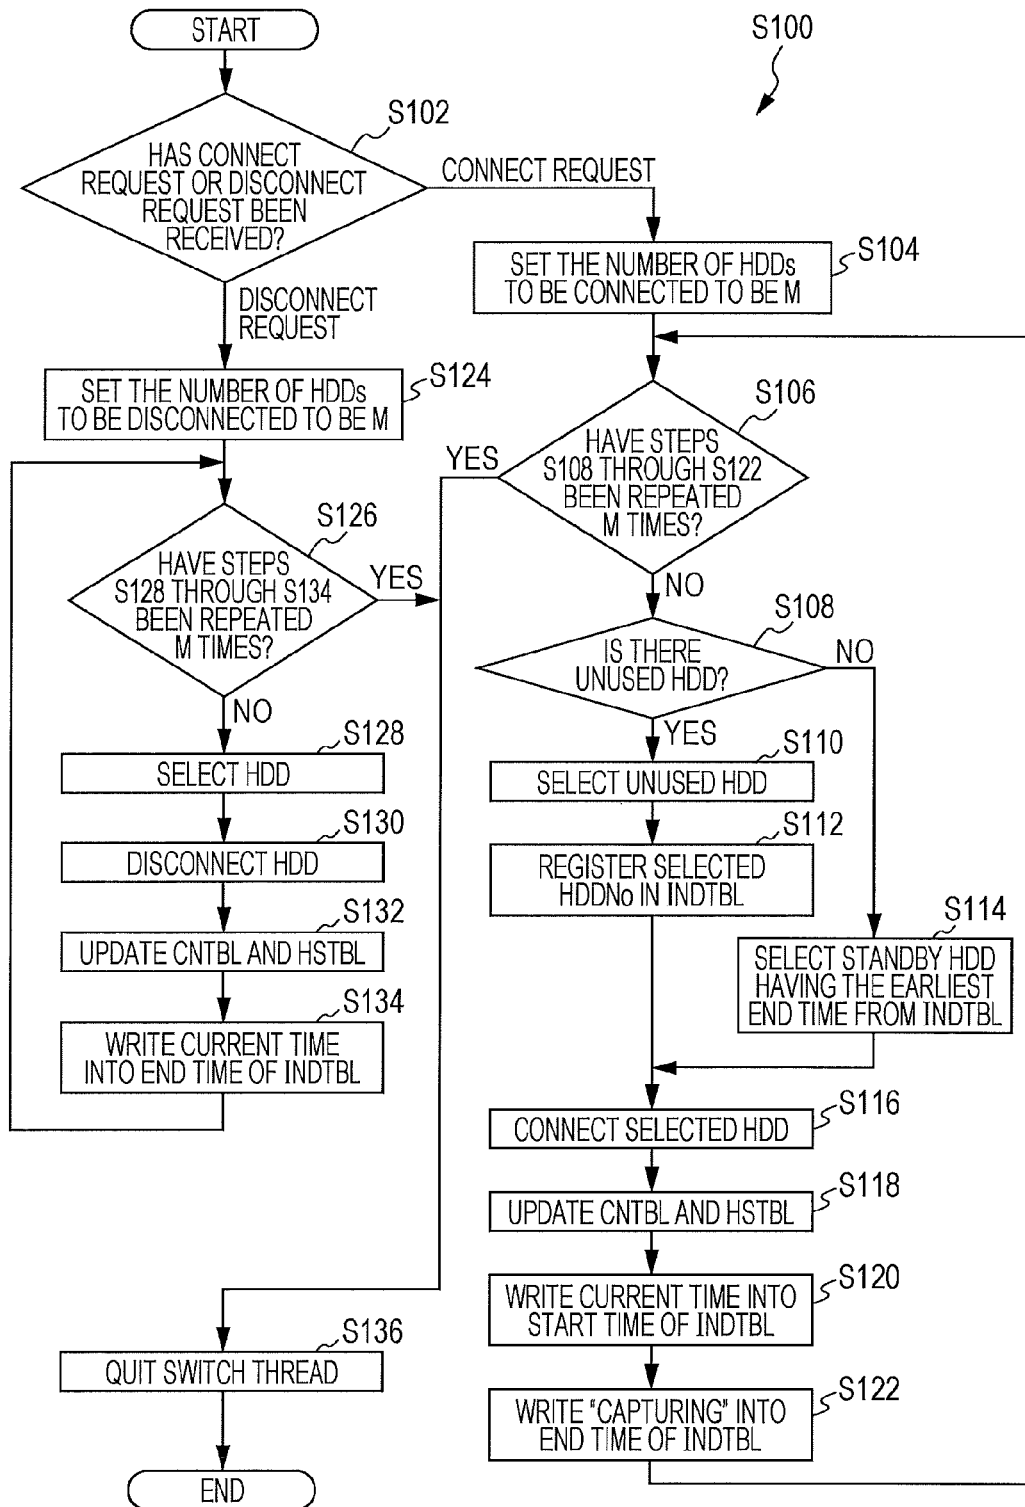 START
S100
S102
HAS CONNECT
REQUEST OR DISCONNECT
REQUEST BEEN
RECEIVED?
CONNECT REQUEST
S104
SET THE NUMBER OF HDDs
TO BE CONNECTED TO BE M
DISCONNECT
REQUEST
S124
SET THE NUMBER OF HDDs
TO BE DISCONNECTED TO BE M
S106
HAVE STEPS
S108 THROUGH S122
BEEN REPEATED
M TIMES?
YES
NO
S126
HAVE STEPS
S128 THROUGH S134
BEEN REPEATED
M TIMES?
YES
NO
S108
IS THERE
UNUSED HDD?
NO
YES
S128
SELECT HDD
S110
SELECT UNUSED HDD
S130
DISCONNECT HDD
S112
REGISTER SELECTED
HDDNo IN INDTBL
S132
UPDATE CNTBL AND HSTBL
S114
SELECT STANDBY HDD
HAVING THE EARLIEST
END TIME FROM INDTBL
S134
WRITE CURRENT TIME
INTO END TIME OF INDTBL
S116
CONNECT SELECTED HDD
S118
UPDATE CNTBL AND HSTBL
S120
WRITE CURRENT TIME INTO
START TIME OF INDTBL
S136
QUIT SWITCH THREAD
S122
WRITE "CAPTURING" INTO
END TIME OF INDTBL
END